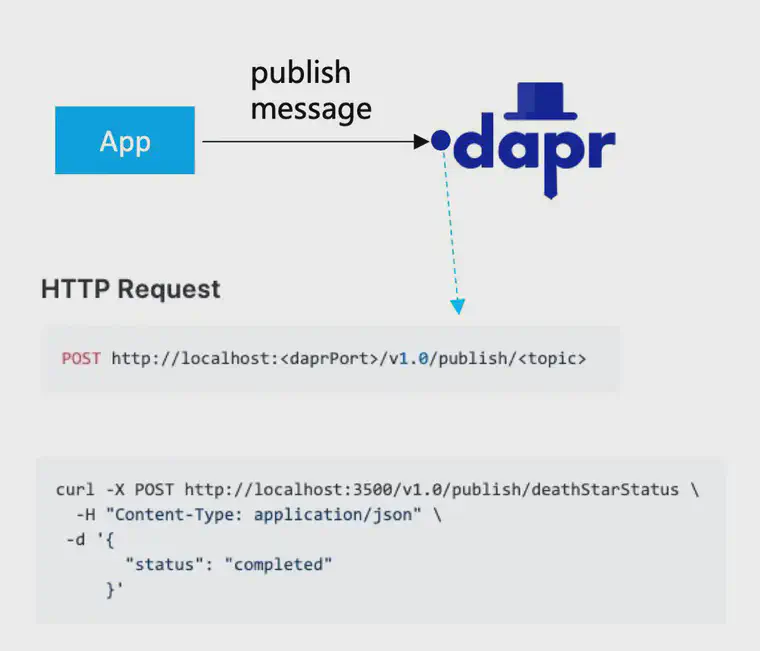 publish
message
App
dapr
HTTP Request
POST http://localhost:<daprPort>/v1.0/publish/<topic>
curl -X POST http://localhost:3500/v1.0/publish/deathStarStatus \
-H "Content-Type: application/json" \
-d '{
"status": "completed"
}'